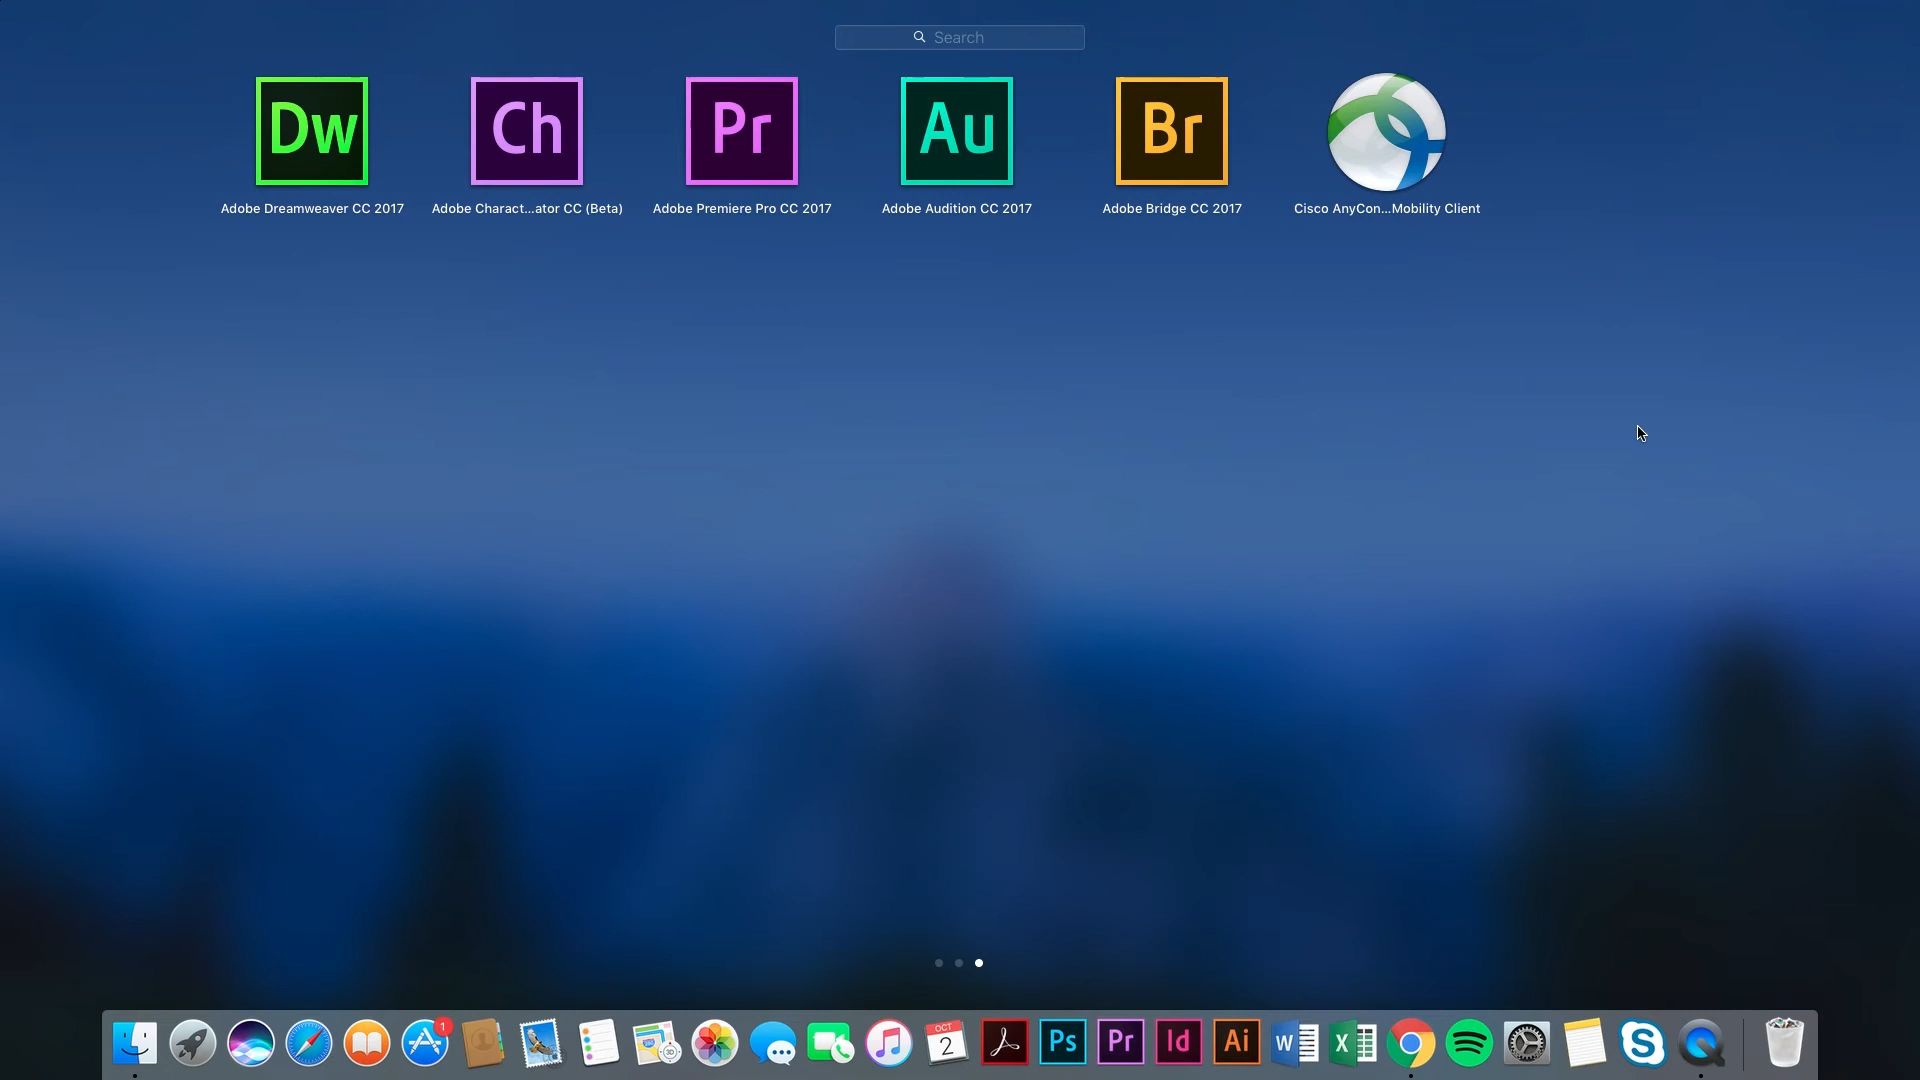 Search
Dw
Ch
Pr
Au
Br
Adobe Dreamweaver CC 2017
Adobe Charact...ator CC (Beta)
Adobe Premiere Pro CC 2017
Adobe Audition CC 2017
Adobe Bridge CC 2017
Cisco AnyCon...Mobility Client
1
3D
OCT
2
Ps
Pr
Id
Ai
W
X
S